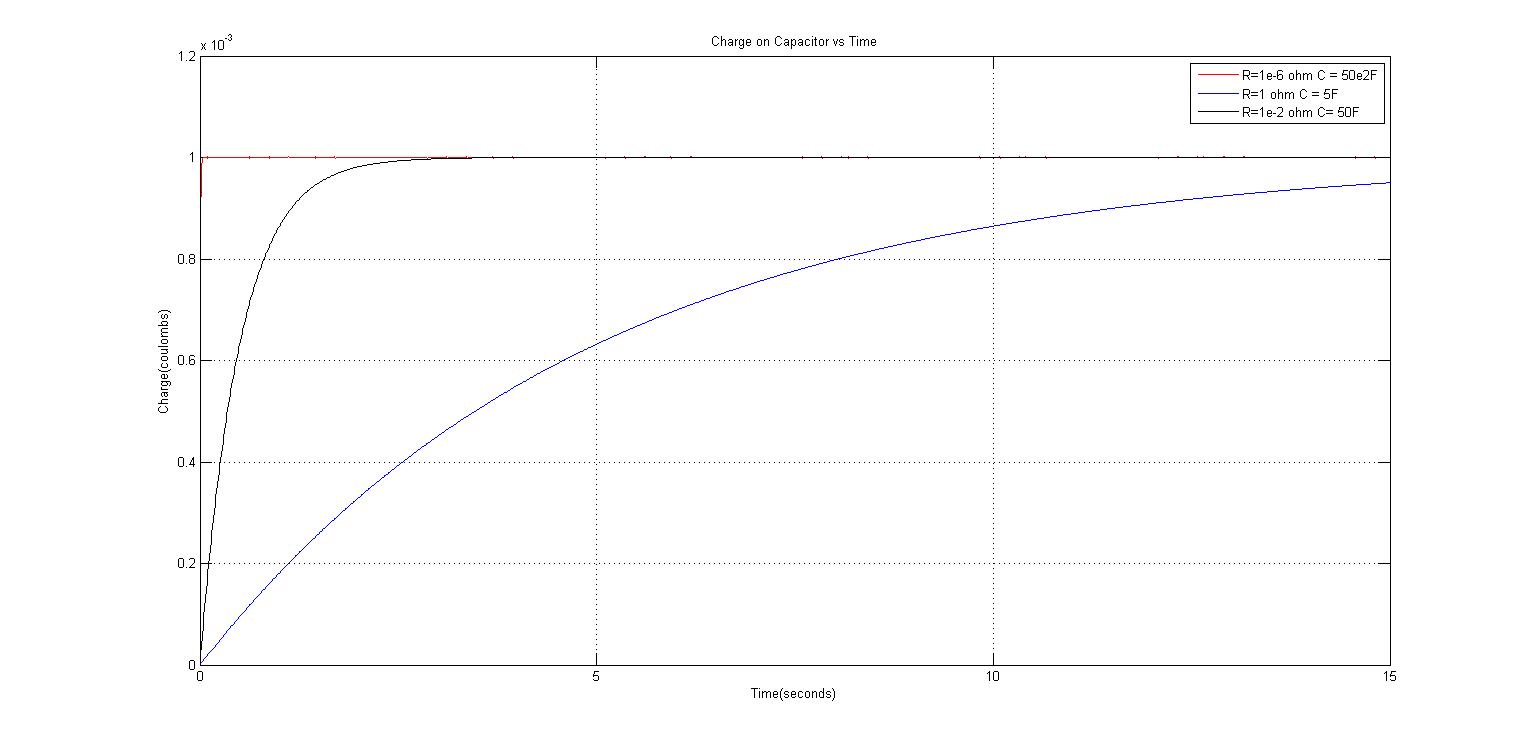 Charge on Capacitor vs Time
x 10-3
1.2
1
0.8
0.6
0.4
0.2
0
Charge(coulombs)
R=1e-6 ohm C = 50e2F
R=1 ohm C = 5F
R=1e-2 ohm C= 50F
0 5 10 15
Time(seconds)